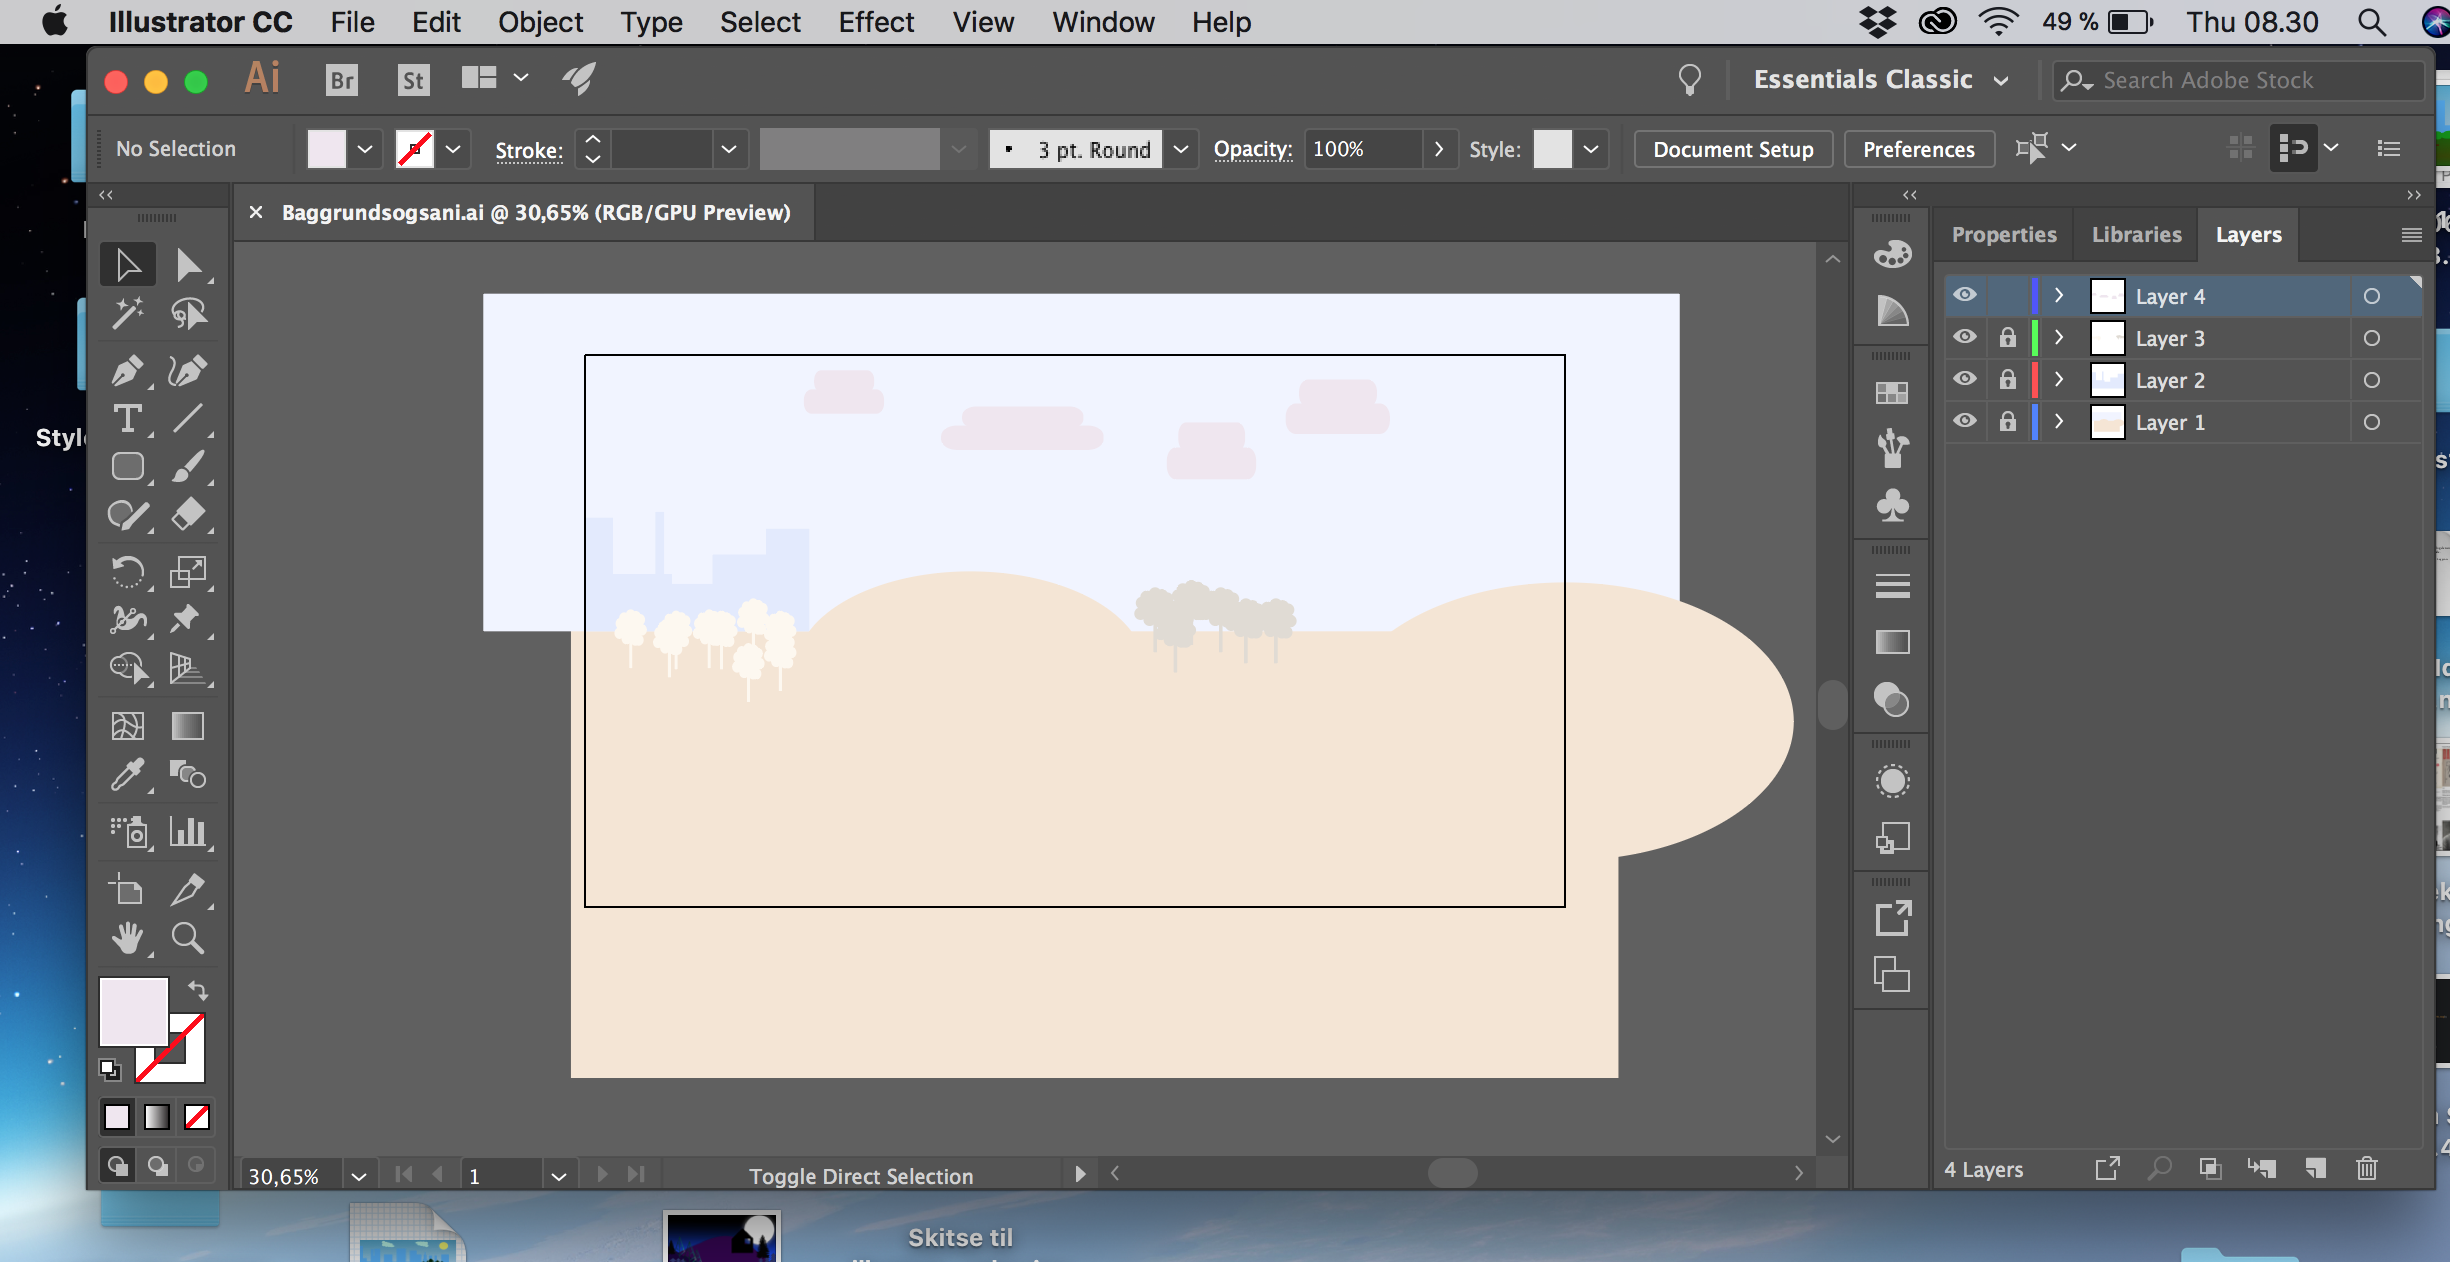 Illustrator CC File Edit Object Type Select Effect View Window Help 49 % Thu 08.30
Ai Br St Essentials Classic Search Adobe Stock
No Selection Stroke: 3 pt. Round Opacity: 100% Style: Document Setup Preferences
Baggrundsogsani.ai @ 30,65% (RGB/GPU Preview)
Properties Libraries Layers
Layer 4
Layer 3
Layer 2
Layer 1
Styl
30,65% 1 Toggle Direct Selection
4 Layers
Skitse til